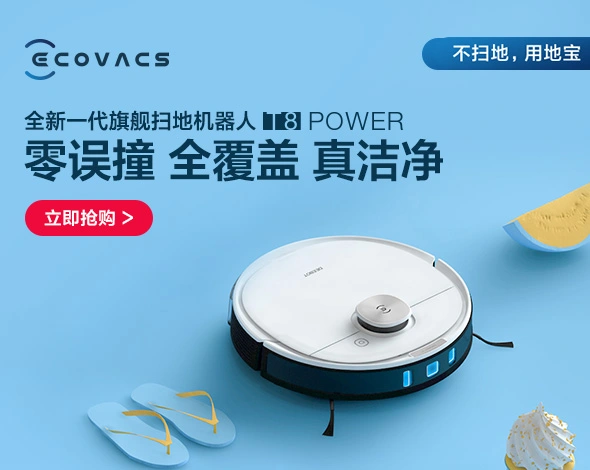 ECOVACS
不扫地，用地宝
全新一代旗舰扫地机器人 T8 POWER
零误撞 全覆盖 真洁净
立即抢购 >
DEEBOT